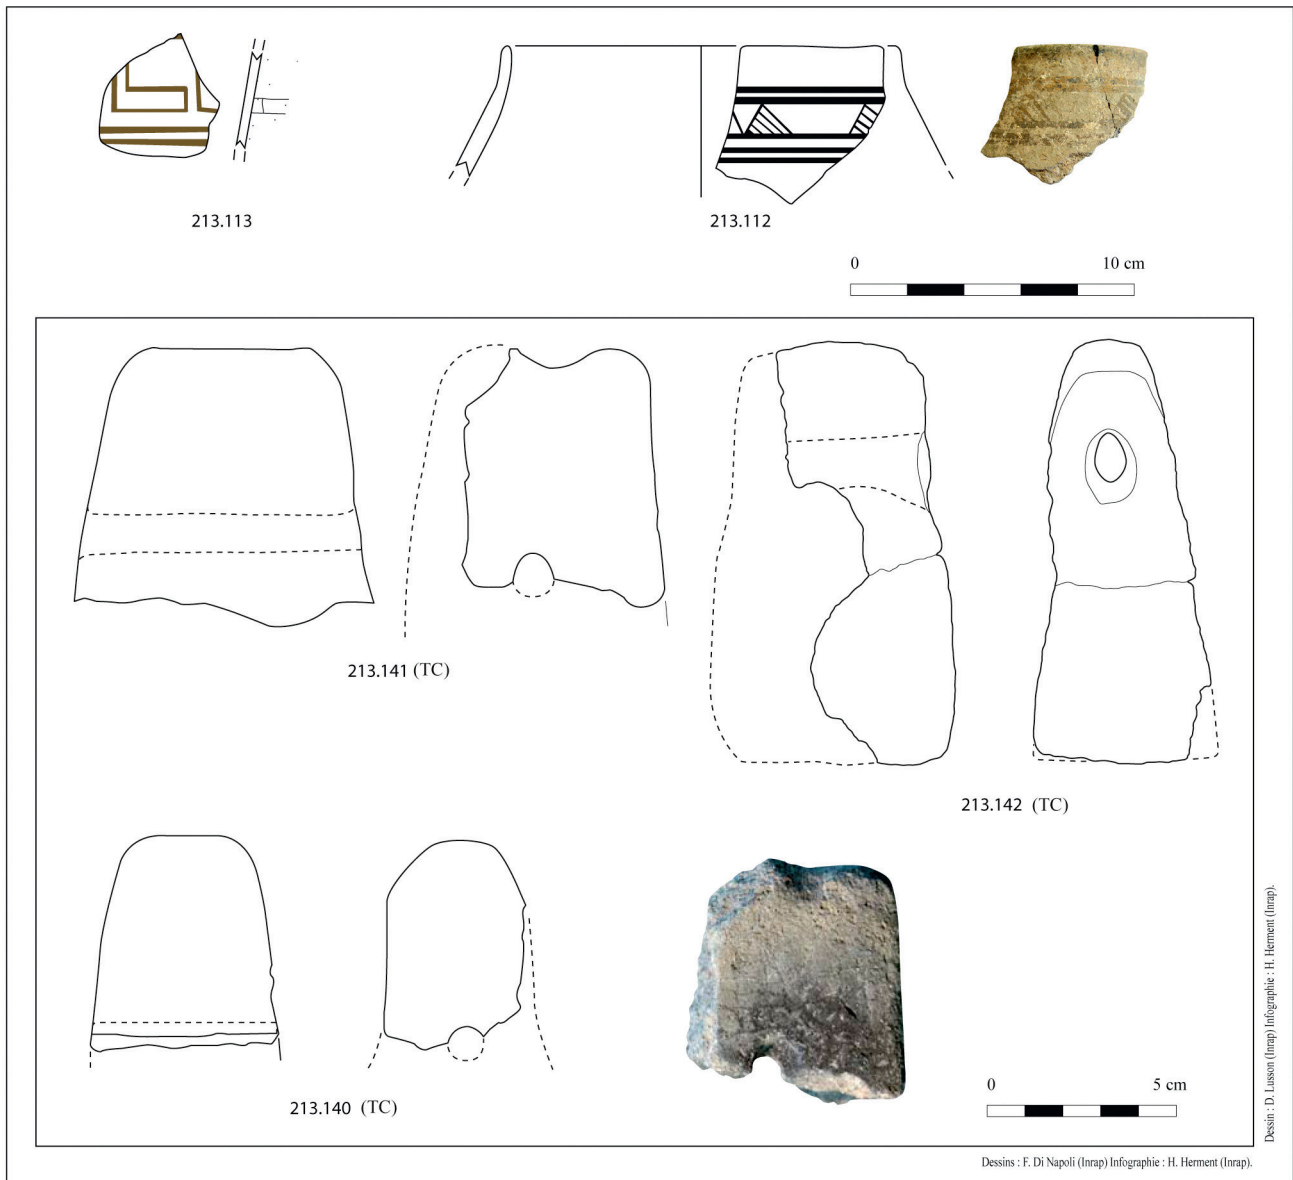 213.113
213.112
0 10 cm
213.141 (TC)
213.142 (TC)
213.140 (TC)
0 5 cm
Dessin : D. Lusson (Inrap) Infographie : H. Herment (Inrap).
Dessins : F. Di Napoli (Inrap) Infographie : H. Herment (Inrap).